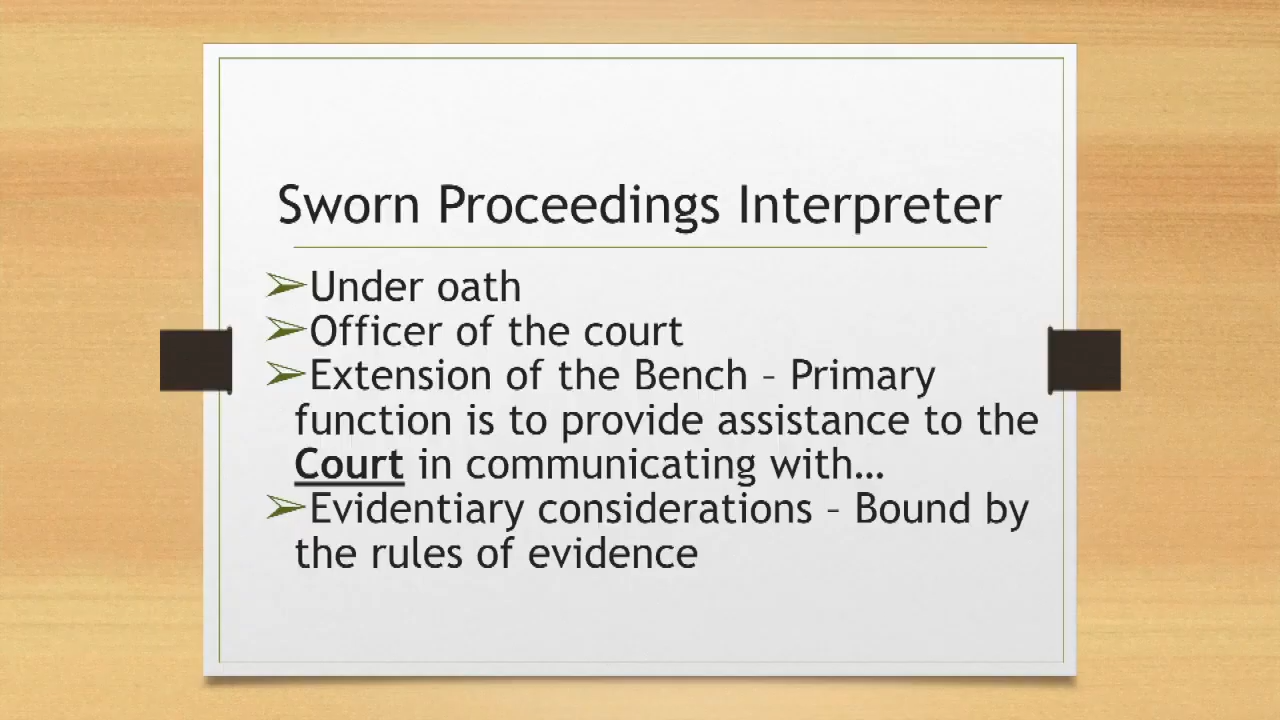 Sworn Proceedings Interpreter
➢Under oath
➢Officer of the court
➢Extension of the Bench – Primary
function is to provide assistance to the
Court in communicating with…
➢Evidentiary considerations – Bound by
the rules of evidence